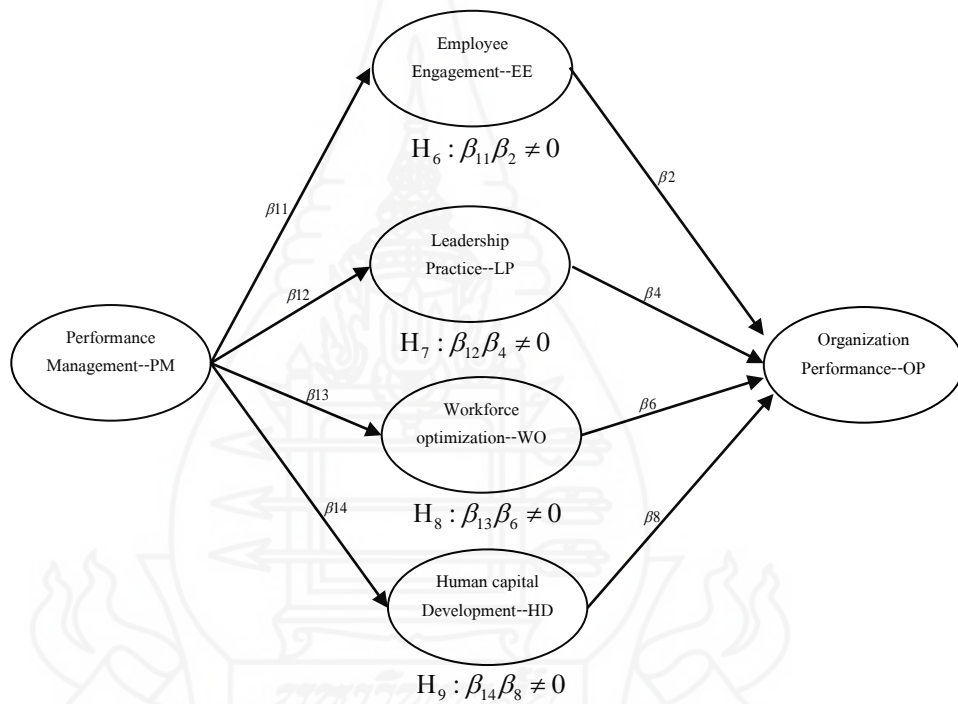 Employee
Engagement--EE
H₆ : β₁₁β₂ ≠ 0
β2
β11
Leadership
Practice--LP
β12
β4
Performance
Management--PM
H₇ : β₁₂β₄ ≠ 0
Organization
Performance--OP
β13
Workforce
optimization--WO
β6
H₈ : β₁₃β₆ ≠ 0
β14
β8
Human capital
Development--HD
H₉ : β₁₄β₈ ≠ 0